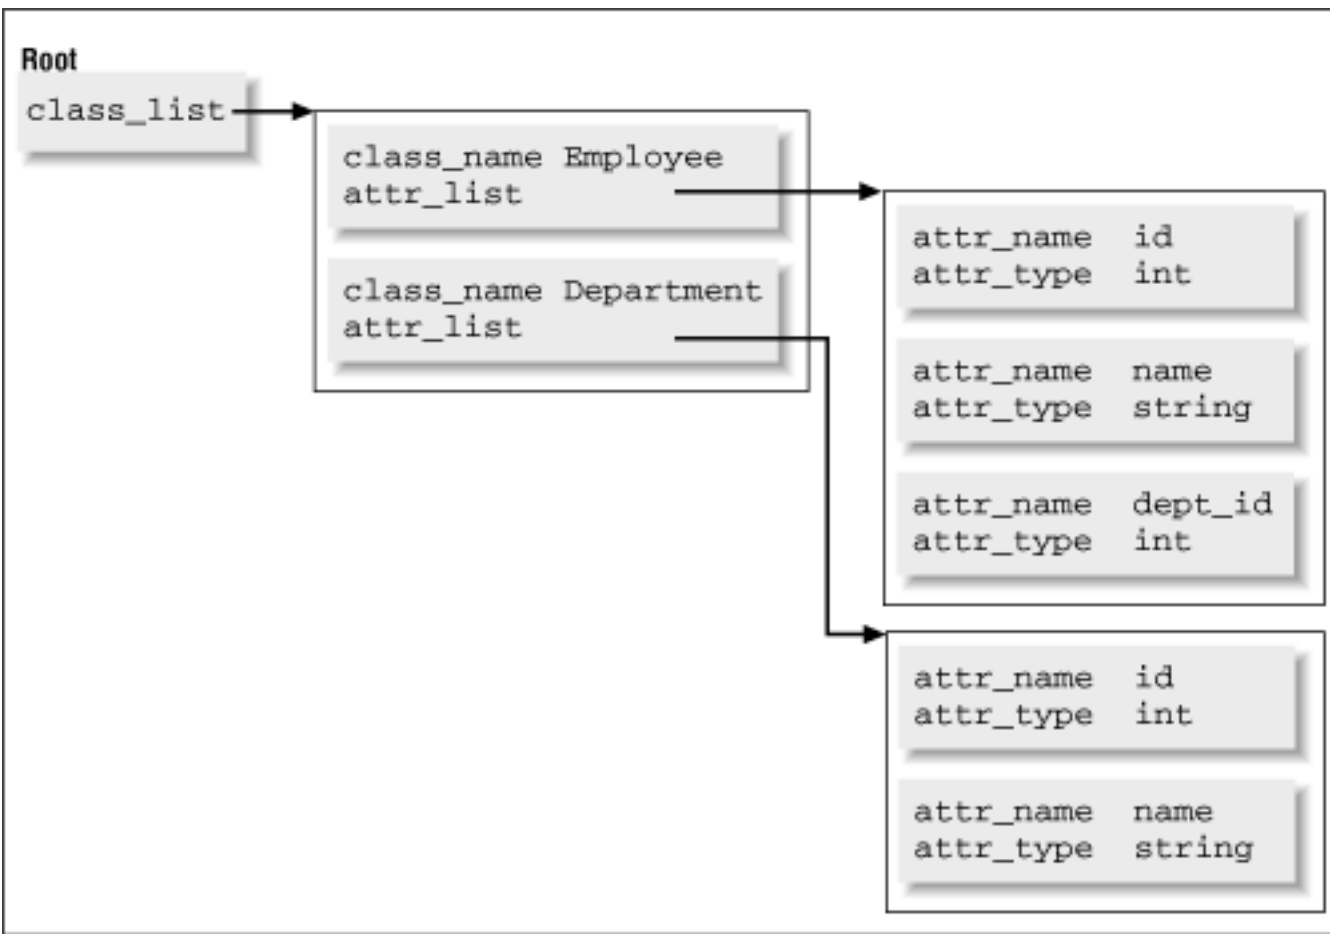 Root
class_list
class_name Employee
attr_list
class_name Department
attr_list
attr_name id
attr_type int
attr_name name
attr_type string
attr_name dept_id
attr_type int
attr_name id
attr_type int
attr_name name
attr_type string